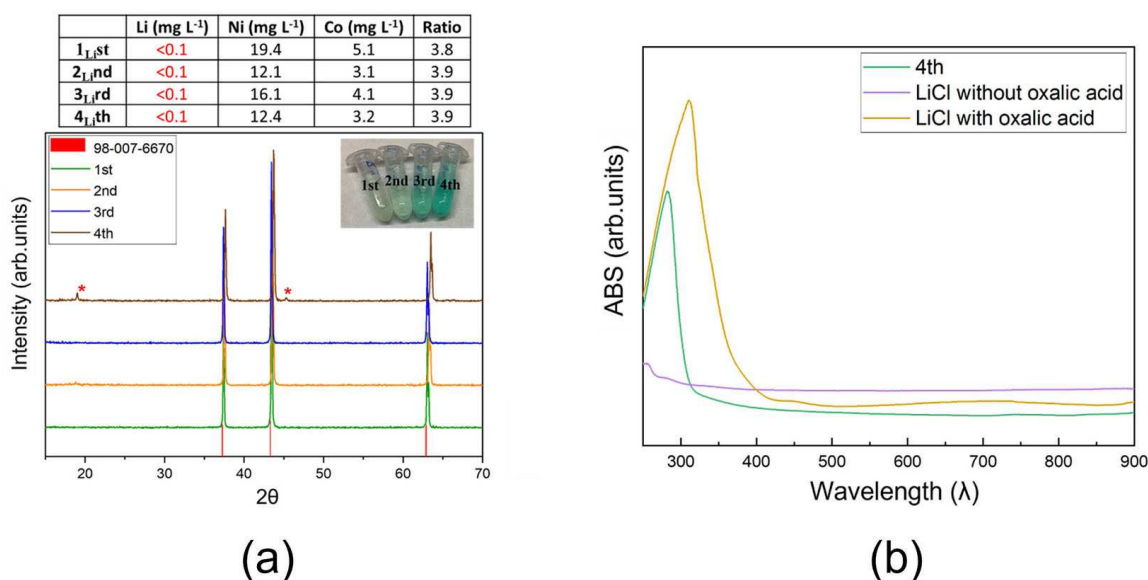 Li (mg L⁻¹) Ni (mg L⁻¹) Co (mg L⁻¹) Ratio
1List <0.1 19.4 5.1 3.8
2Lind <0.1 12.1 3.1 3.9
3Lird <0.1 16.1 4.1 3.9
4Lith <0.1 12.4 3.2 3.9
98-007-6670
1st
2nd
3rd
4th
1st 2nd 3rd 4th
*
*
Intensity (arb.units)
20 30 40 50 60 70
2θ
(a)
4th
LiCl without oxalic acid
LiCl with oxalic acid
ABS (arb.units)
300 400 500 600 700 800 900
Wavelength (λ)
(b)